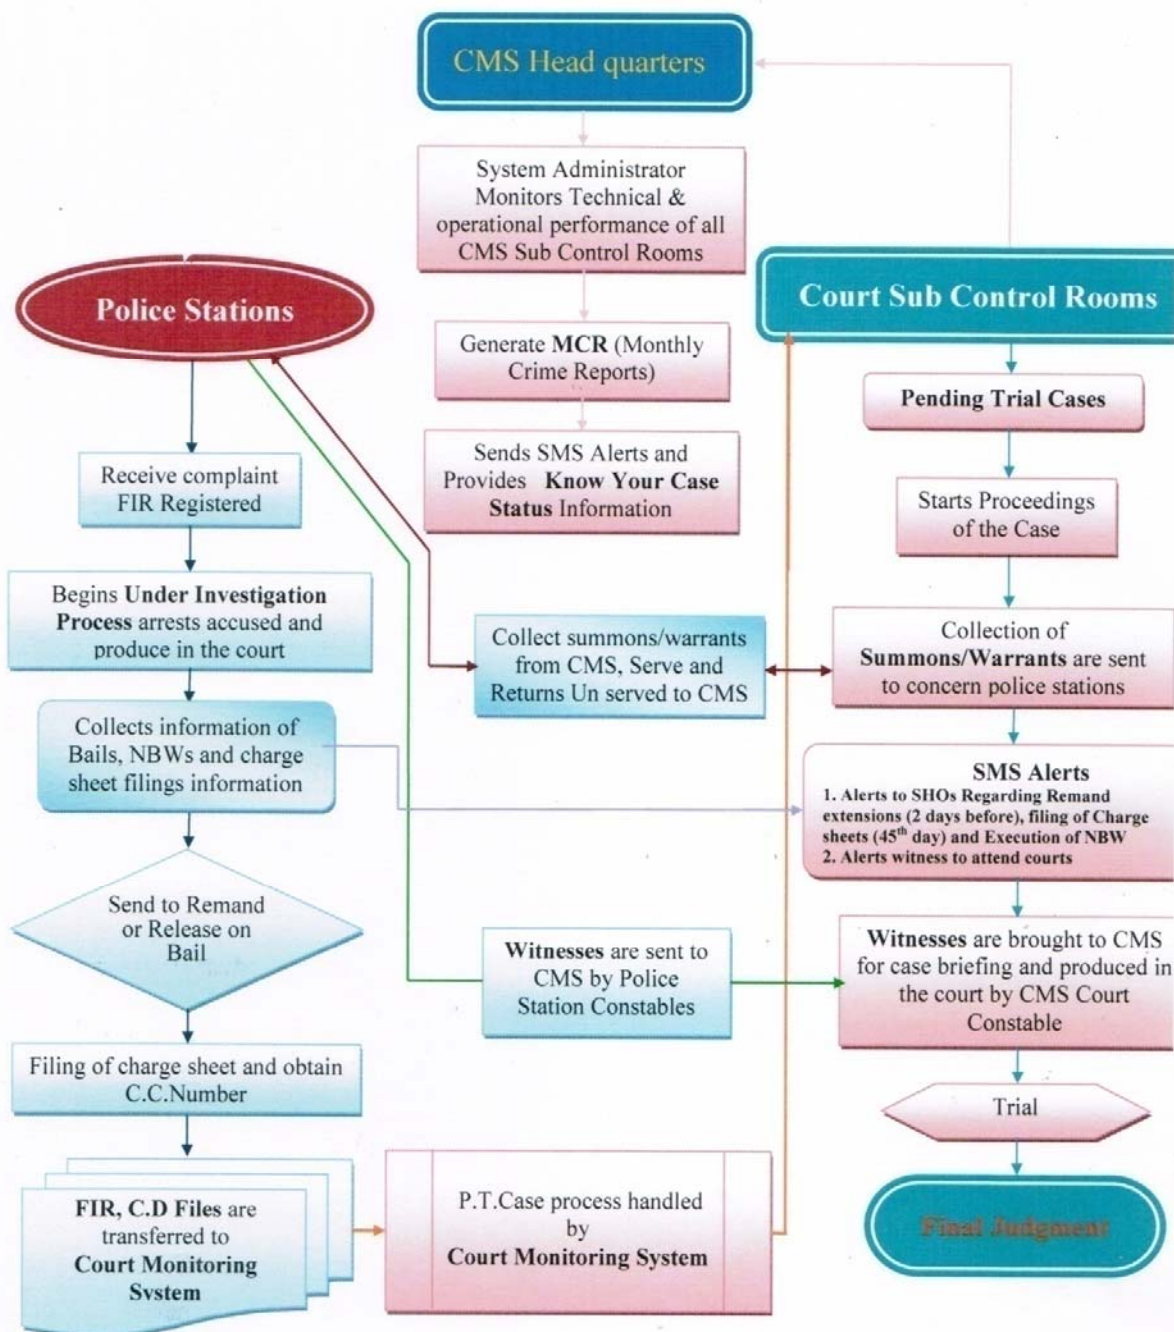 CMS Head quarters
System Administrator
Monitors Technical &
operational performance of all
CMS Sub Control Rooms
Generate MCR (Monthly
Crime Reports)
Sends SMS Alerts and
Provides Know Your Case
Status Information
Police Stations
Receive complaint
FIR Registered
Begins Under Investigation
Process arrests accused and
produce in the court
Collects information of
Bails, NBWs and charge
sheet filings information
Send to Remand
or Release on
Bail
Filing of charge sheet and obtain
C.C.Number
FIR, C.D Files are
transferred to
Court Monitoring
System
P.T.Case process handled
by
Court Monitoring System
Collect summons/warrants
from CMS, Serve and
Returns Un served to CMS
Witnesses are sent to
CMS by Police
Station Constables
Court Sub Control Rooms
Pending Trial Cases
Starts Proceedings
of the Case
Collection of
Summons/Warrants are sent
to concern police stations
SMS Alerts
1. Alerts to SHOs Regarding Remand
extensions (2 days before), filing of Charge
sheets (45th day) and Execution of NBW
2. Alerts witness to attend courts
Witnesses are brought to CMS
for case briefing and produced in
the court by CMS Court
Constable
Trial
Final Judgment